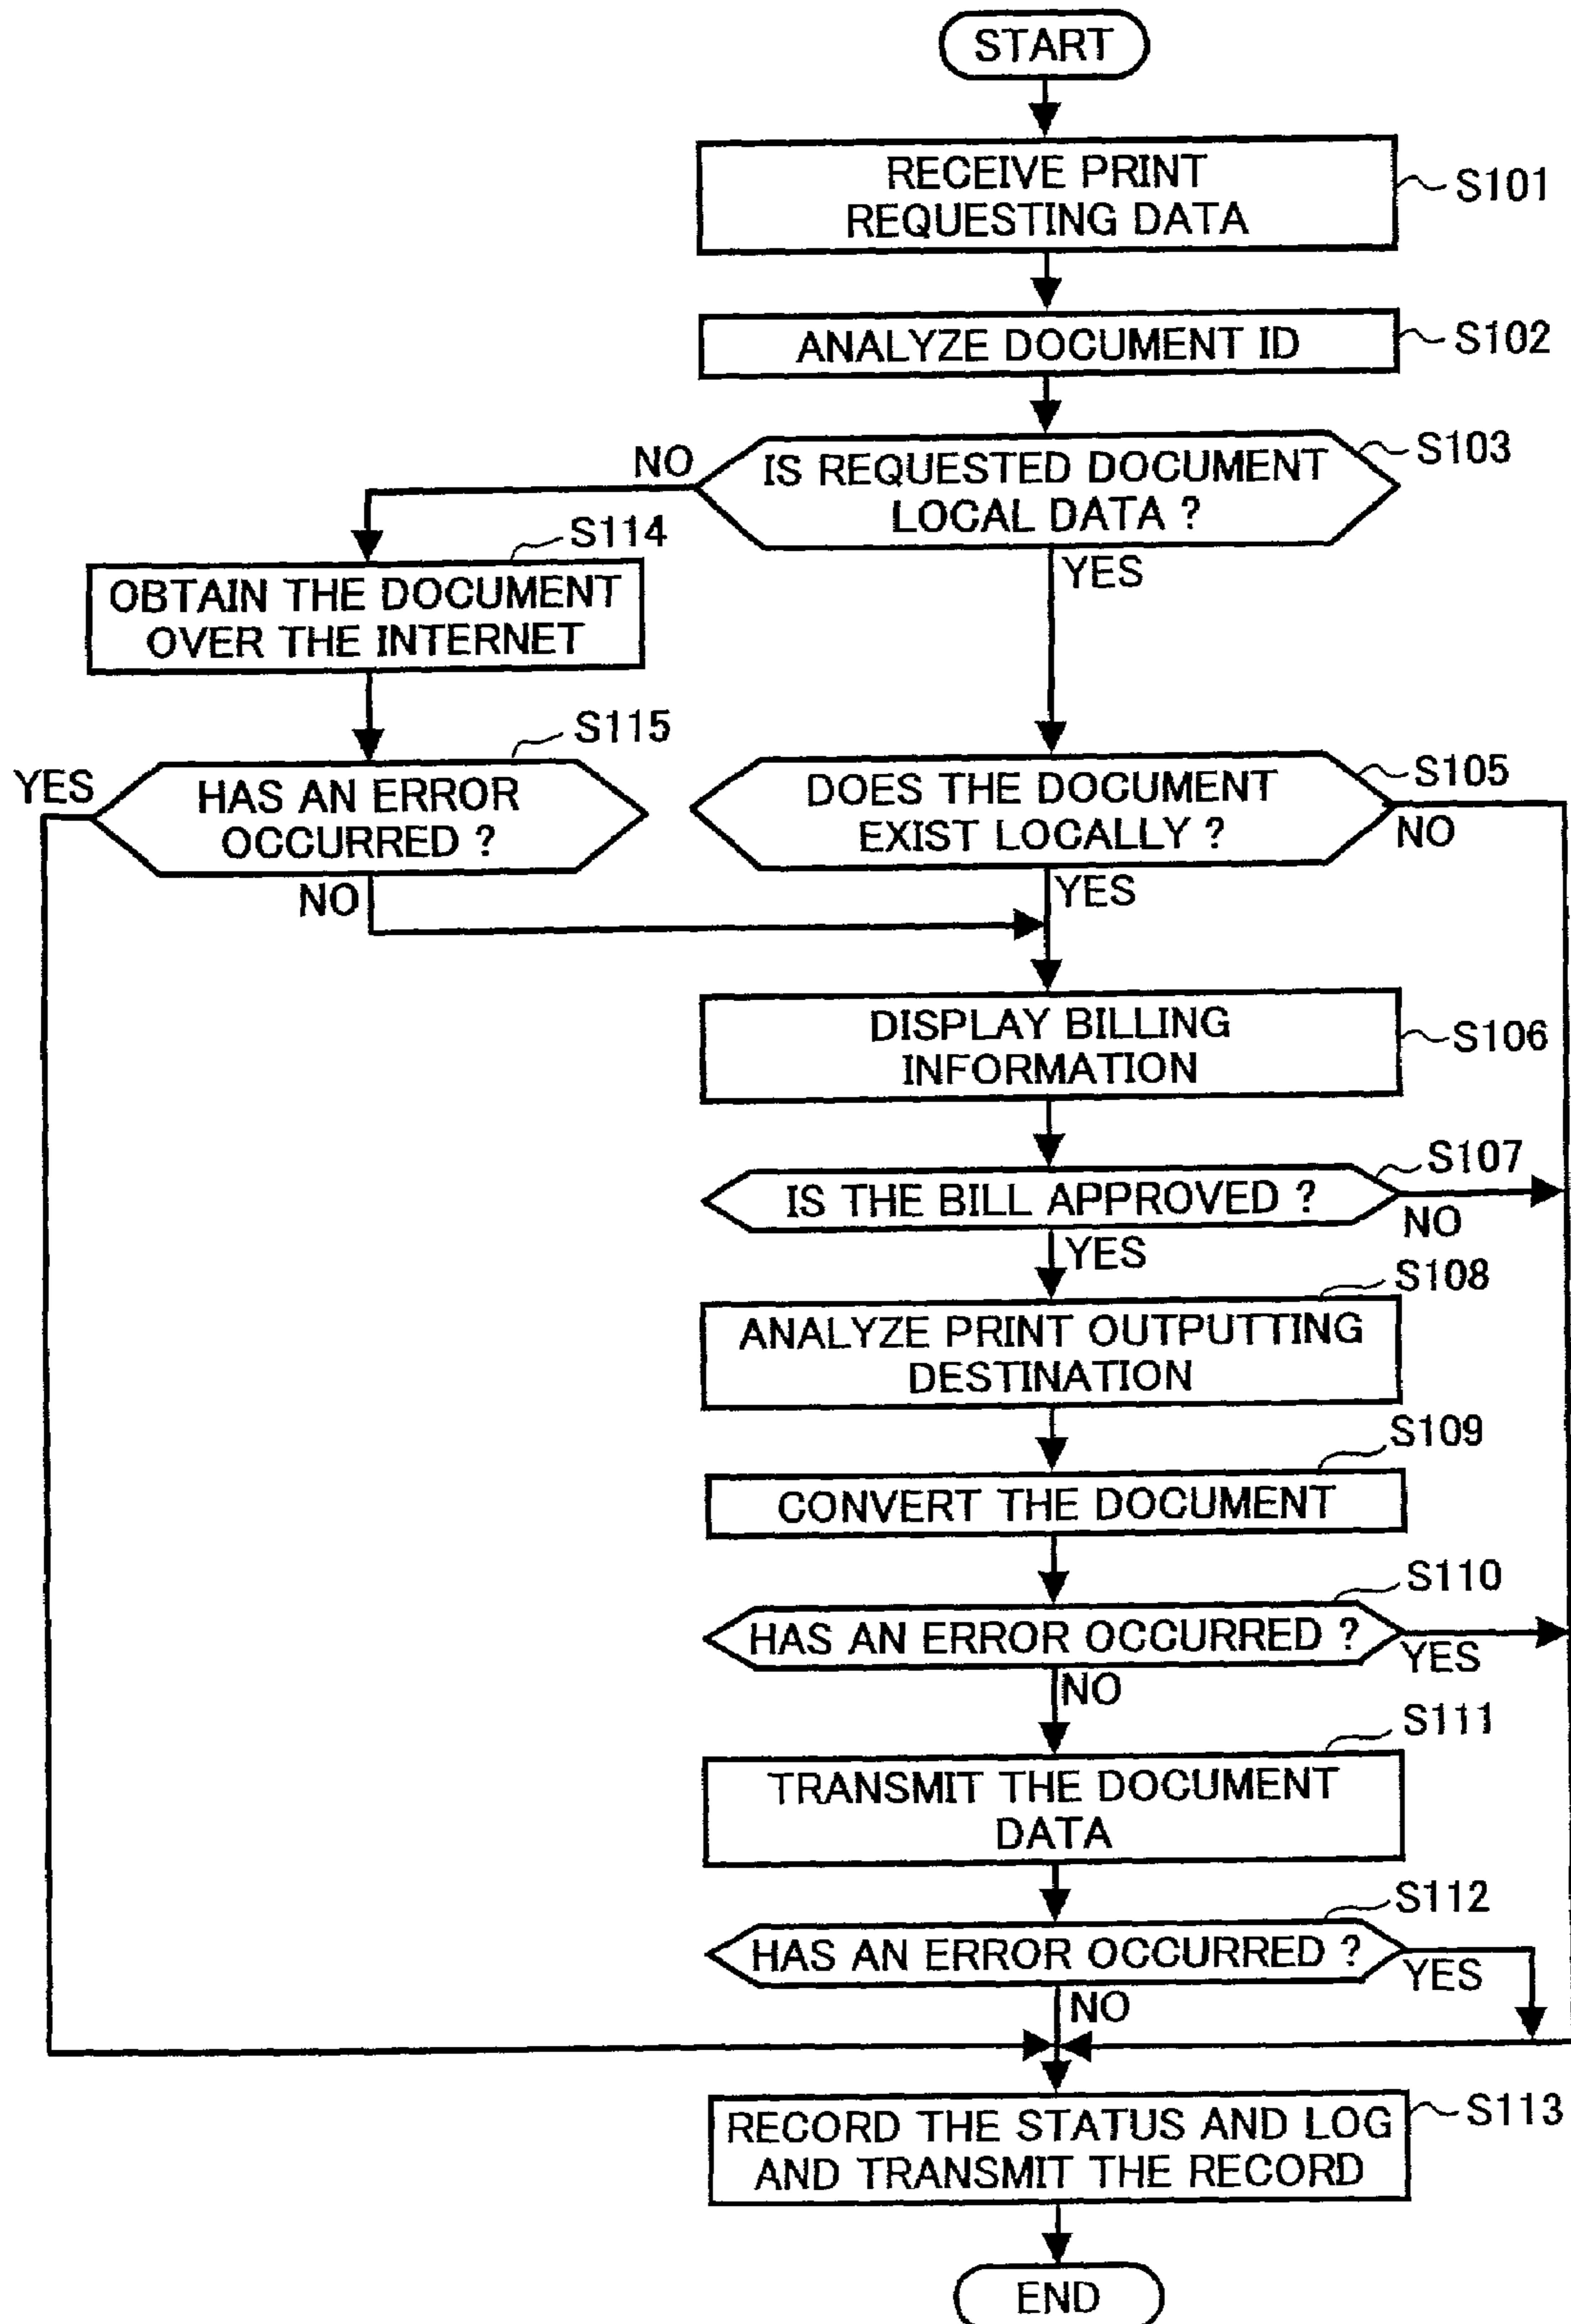 START
RECEIVE PRINT
REQUESTING DATA
S101
ANALYZE DOCUMENT ID
S102
IS REQUESTED DOCUMENT
LOCAL DATA ?
S103
NO
YES
S114
OBTAIN THE DOCUMENT
OVER THE INTERNET
S115
HAS AN ERROR
OCCURRED ?
YES
NO
DOES THE DOCUMENT
EXIST LOCALLY ?
S105
NO
YES
DISPLAY BILLING
INFORMATION
S106
IS THE BILL APPROVED ?
S107
NO
YES
S108
ANALYZE PRINT OUTPUTTING
DESTINATION
S109
CONVERT THE DOCUMENT
S110
HAS AN ERROR OCCURRED ?
YES
NO
S111
TRANSMIT THE DOCUMENT
DATA
S112
HAS AN ERROR OCCURRED ?
YES
NO
RECORD THE STATUS AND LOG
AND TRANSMIT THE RECORD
S113
END